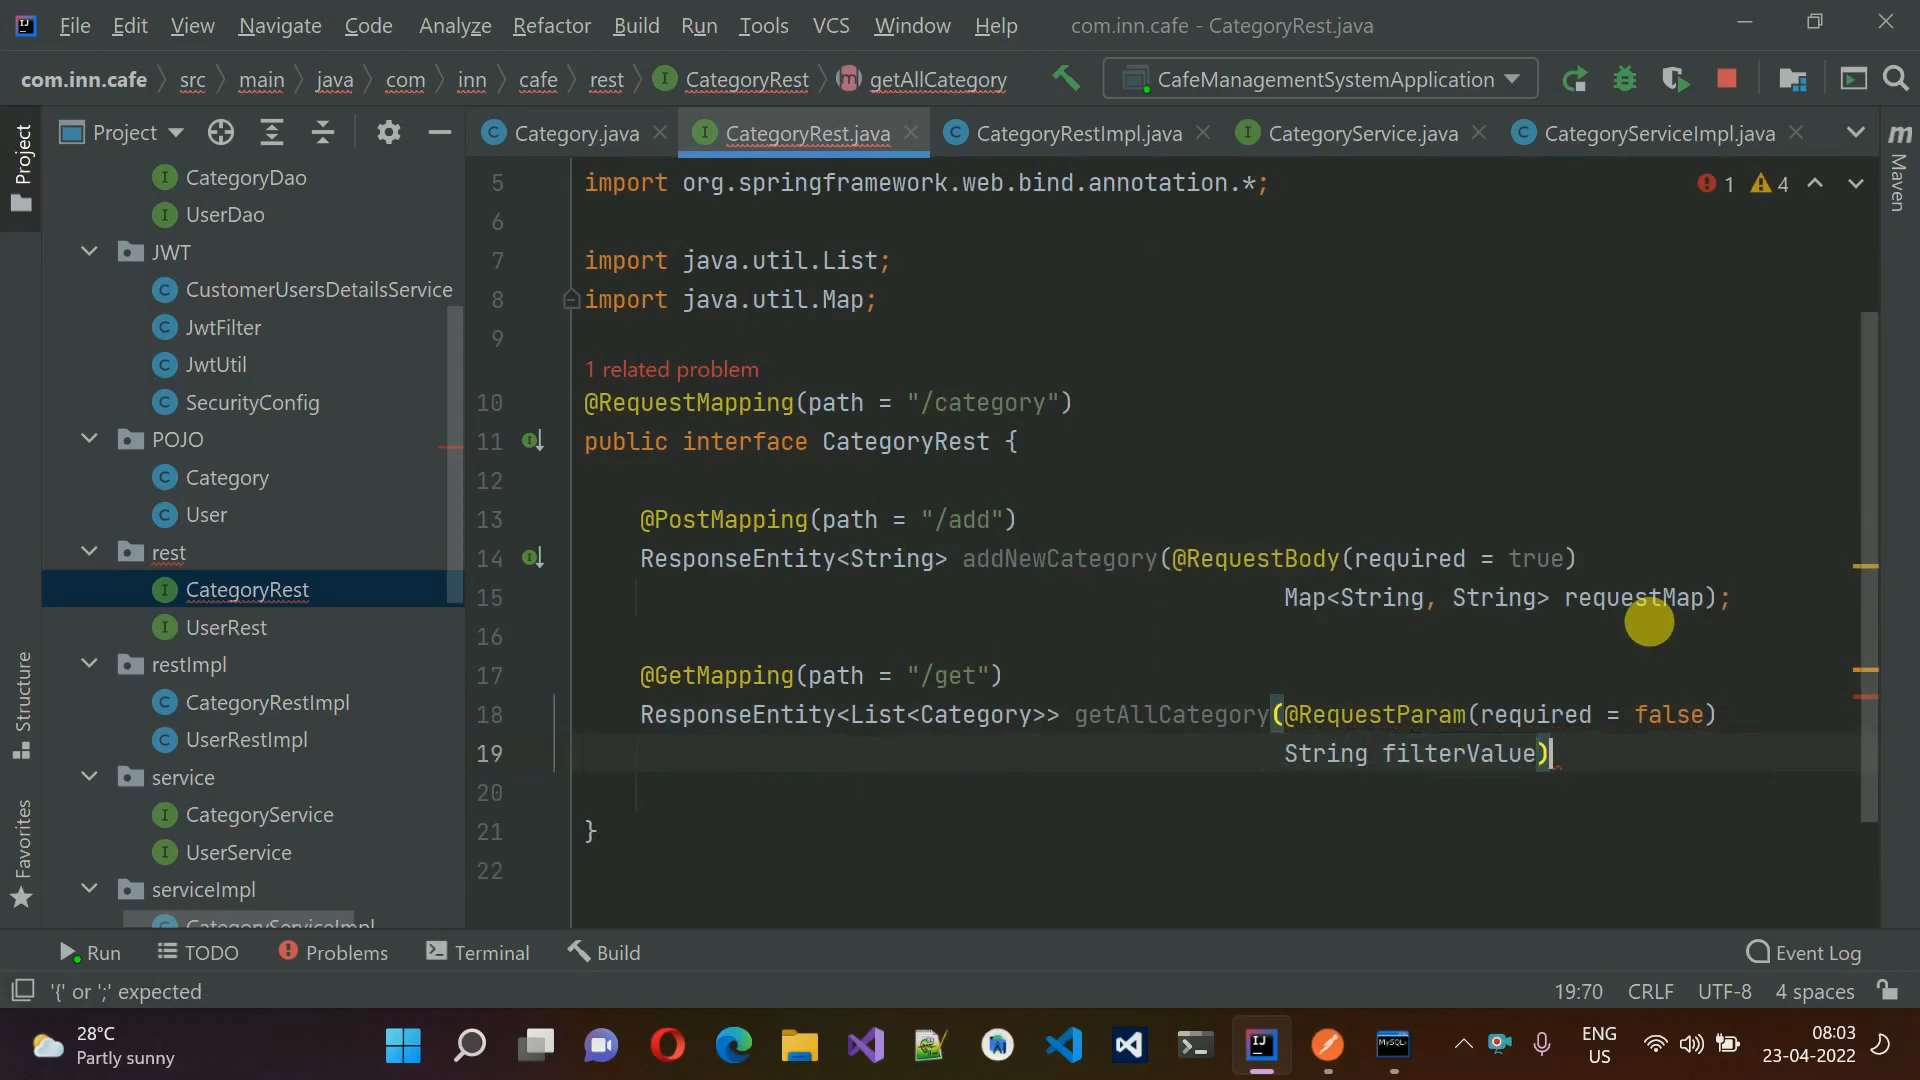 File Edit View Navigate Code Analyze Refactor Build Run Tools VCS Window Help com.inn.cafe - CategoryRest.java
com.inn.cafe src main java com inn cafe rest CategoryRest getAllCategory CafeManagementSystemApplication
Project Category.java CategoryRest.java CategoryRestImpl.java CategoryService.java CategoryServiceImpl.java
Project
Structure
Favorites
Maven
CategoryDao
UserDao
JWT
CustomerUsersDetailsService
JwtFilter
JwtUtil
SecurityConfig
POJO
Category
User
rest
CategoryRest
UserRest
restImpl
CategoryRestImpl
UserRestImpl
service
CategoryService
UserService
serviceImpl
CategoryServiceImpl
1 4
5 import org.springframework.web.bind.annotation.*;
6
7 import java.util.List;
8 import java.util.Map;
9
1 related problem
10 @RequestMapping(path = "/category")
11 public interface CategoryRest {
12
13 @PostMapping(path = "/add")
14 ResponseEntity<String> addNewCategory(@RequestBody(required = true)
15 Map<String, String> requestMap);
16
17 @GetMapping(path = "/get")
18 ResponseEntity<List<Category>> getAllCategory(@RequestParam(required = false)
19 String filterValue)
20
21 }
22
Run TODO Problems Terminal Build Event Log
'{' or ';' expected 19:70 CRLF UTF-8 4 spaces
28°C
Partly sunny
ENG
US
08:03
23-04-2022